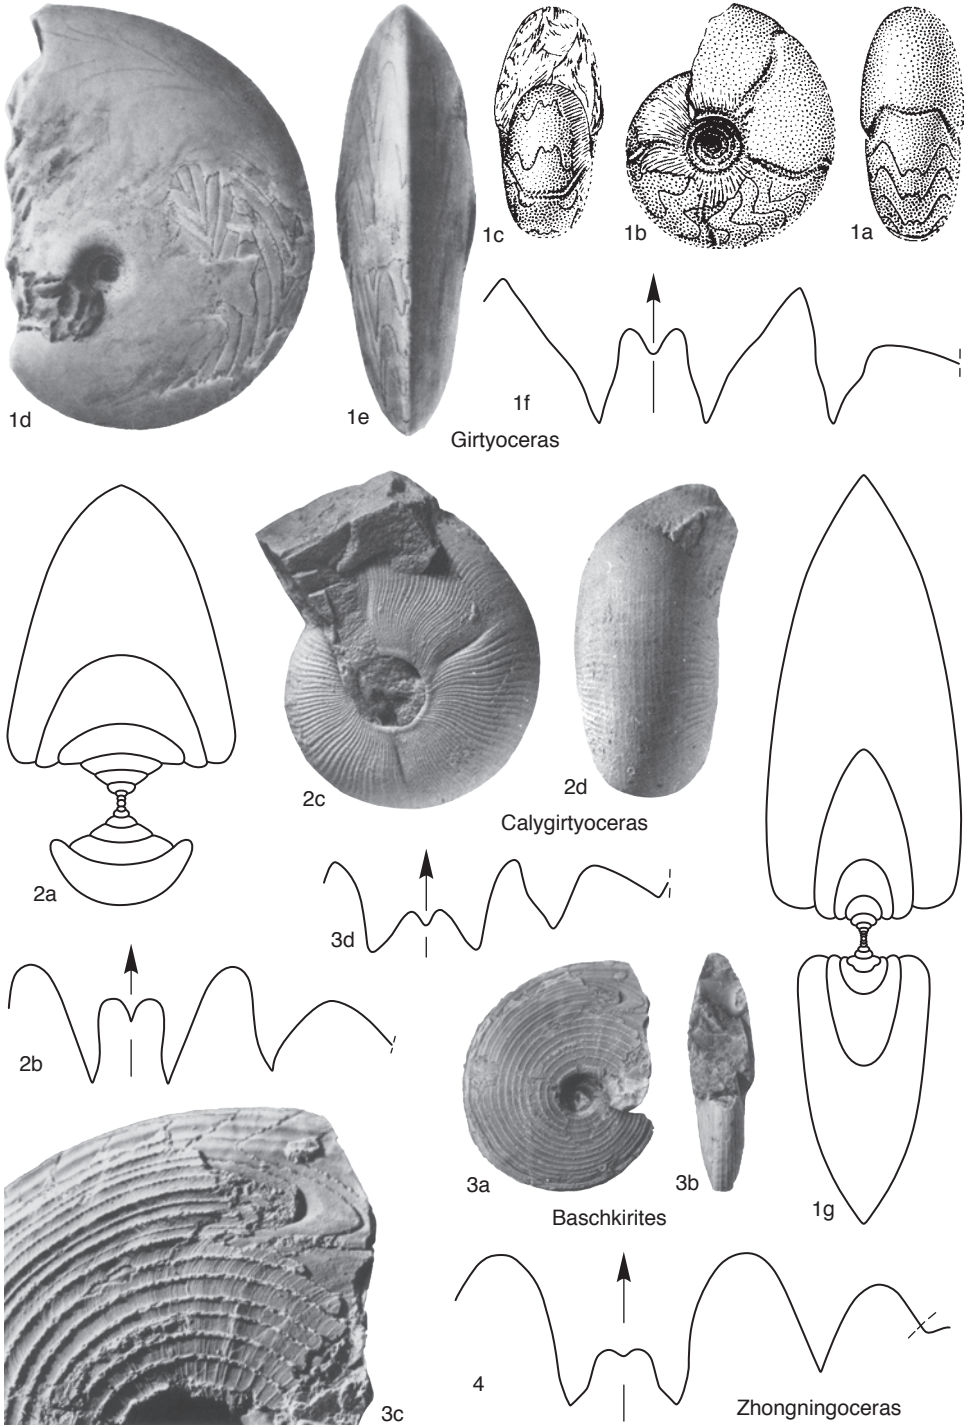 1c
1b
1a
1d
1e
1f
Girtyoceras
2c
2d
Calygirtyoceras
2a
3d
2b
3a
3b
1g
Baschkirites
3c
4
Zhongningoceras